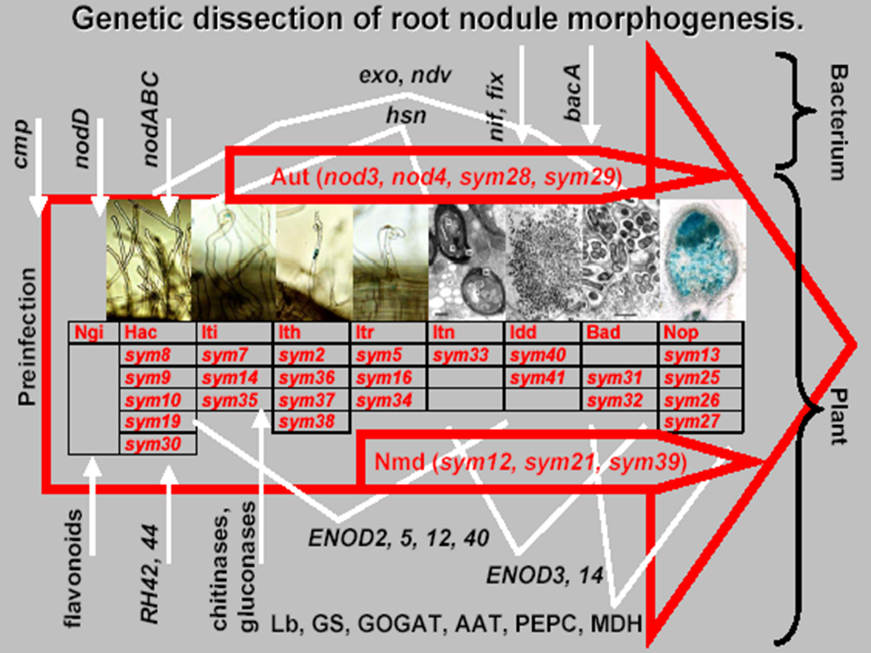 Genetic dissection of root nodule morphogenesis.
cmp
nodD
nodABC
exo, ndv
hsn
nif, fix
bacA
Bacterium
Aut (nod3, nod4, sym28, sym29)
Preinfection
Ngi Hac Iti Ith Itr Itn Idd Bad Nop
sym8 sym7 sym2 sym5 sym33 sym40 sym13
sym9 sym14 sym36 sym16 sym41 sym31 sym25
sym10 sym35 sym37 sym34 sym32 sym26
sym19 sym38 sym27
sym30
Plant
Nmd (sym12, sym21, sym39)
flavonoids
RH42, 44
chitinases,
gluconases
ENOD2, 5, 12, 40
ENOD3, 14
Lb, GS, GOGAT, AAT, PEPC, MDH